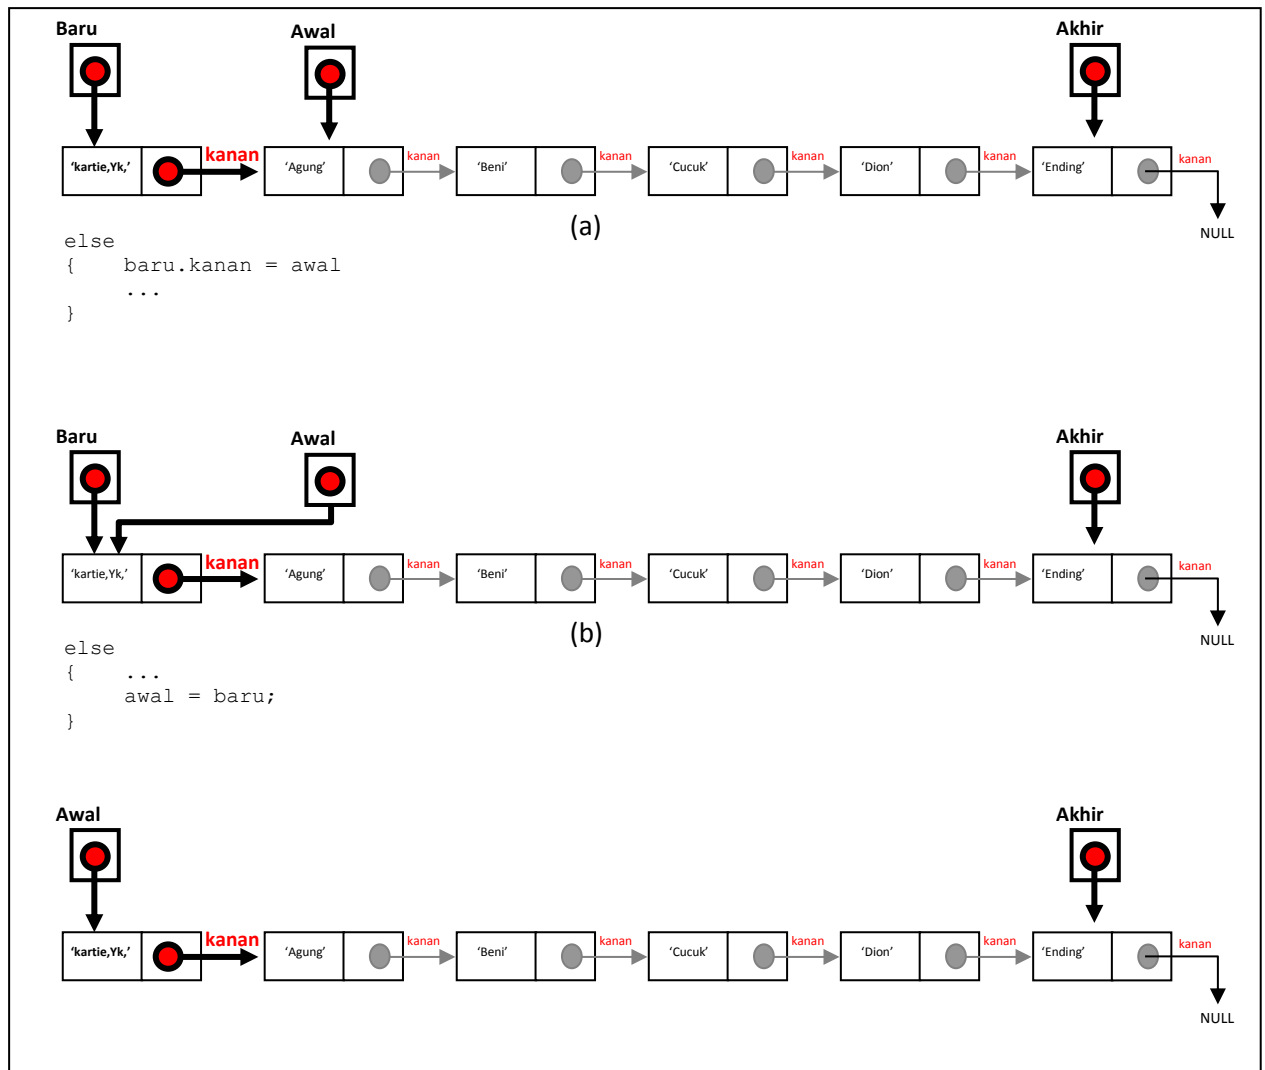 Baru Awal Akhir
‘kartie,Yk,’ kanan ‘Agung’ kanan ‘Beni’ kanan ‘Cucuk’ kanan ‘Dion’ kanan ‘Ending’ kanan
NULL
(a)
else
{ baru.kanan = awal
...
}
Baru Awal Akhir
‘kartie,Yk,’ kanan ‘Agung’ kanan ‘Beni’ kanan ‘Cucuk’ kanan ‘Dion’ kanan ‘Ending’ kanan
NULL
(b)
else
{ ...
awal = baru;
}
Awal Akhir
‘kartie,Yk,’ kanan ‘Agung’ kanan ‘Beni’ kanan ‘Cucuk’ kanan ‘Dion’ kanan ‘Ending’ kanan
NULL